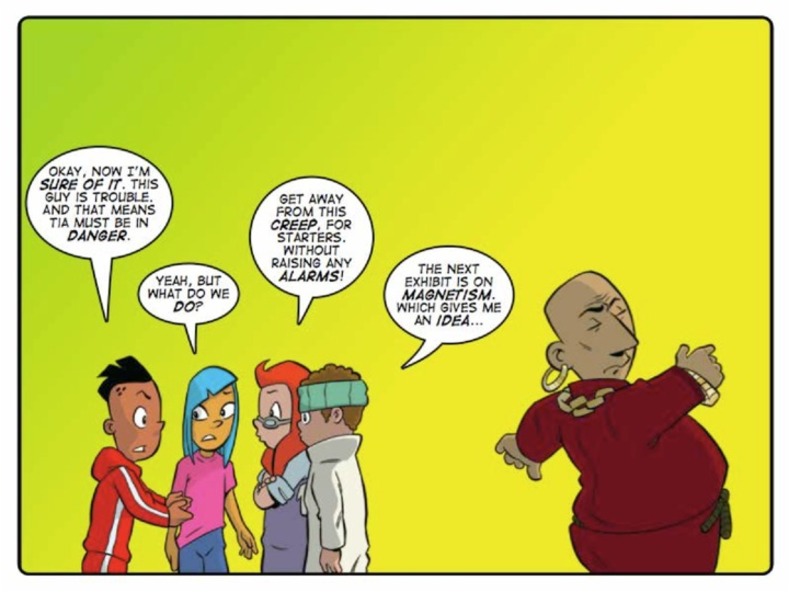 OKAY, NOW I'M
SURE OF IT. THIS
GUY IS TROUBLE.
AND THAT MEANS
TIA MUST BE IN
DANGER.
YEAH, BUT
WHAT DO WE
DO?
GET AWAY
FROM THIS
CREEP, FOR
STARTERS.
WITHOUT
RAISING ANY
ALARMS!
THE NEXT
EXHIBIT IS ON
MAGNETISM.
WHICH GIVES ME
AN IDEA...